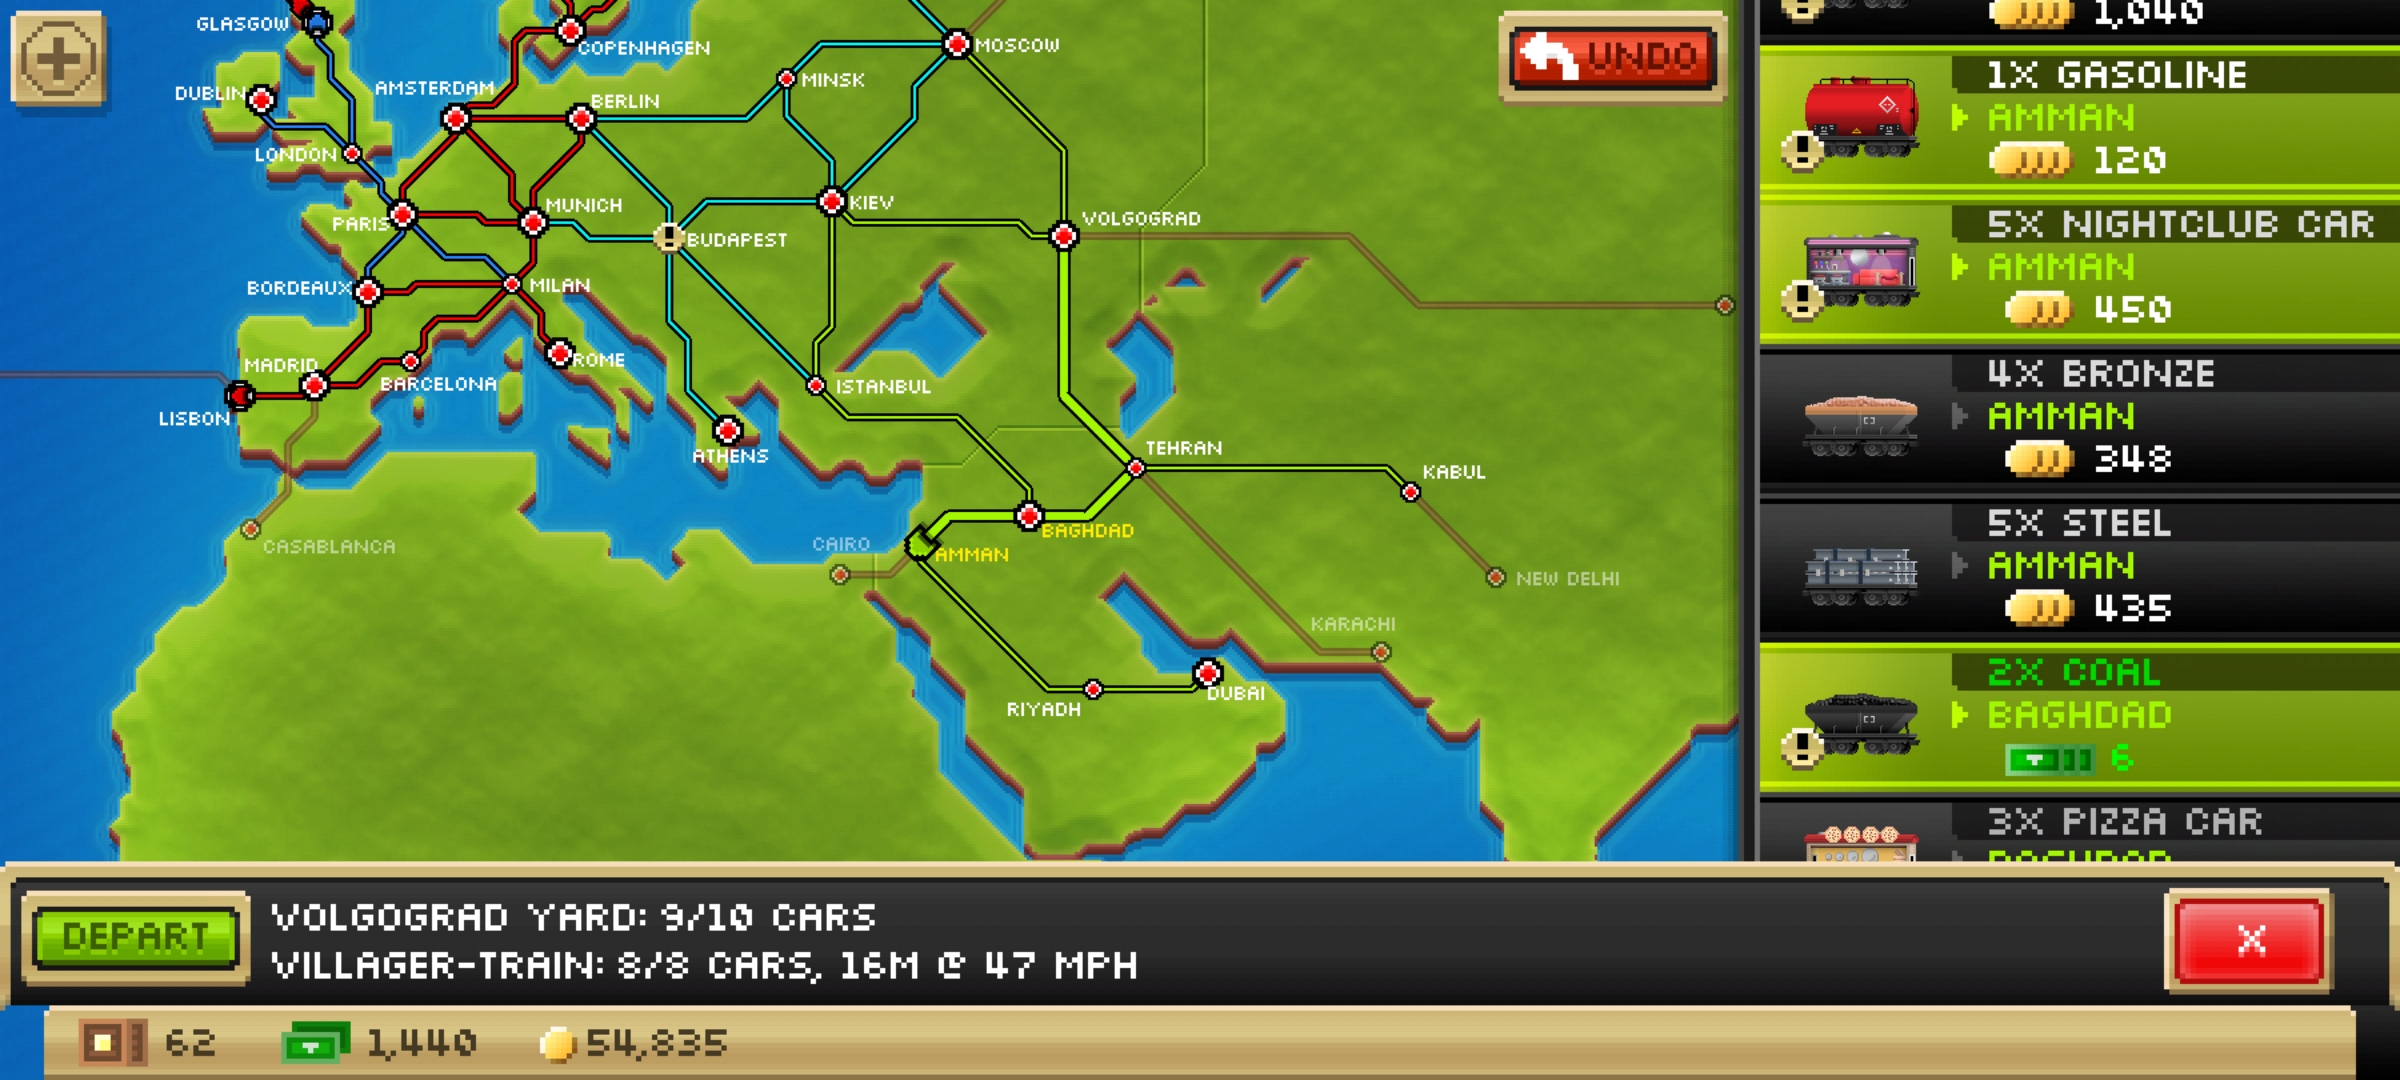 GLASGOW
COPENHAGEN
MOSCOW
UNDO
1,040
DUBLIN
AMSTERDAM
BERLIN
MINSK
1X GASOLINE
AMMAN
120
LONDON
PARIS
MUNICH
KIEV
BUDAPEST
VOLGOGRAD
5X NIGHTCLUB CAR
AMMAN
450
BORDEAUX
MILAN
MADRID
ROME
BARCELONA
ISTANBUL
LISBON
ATHENS
4X BRONZE
AMMAN
348
TEHRAN
KABUL
CASABLANCA
CAIRO
AMMAN
BAGHDAD
NEW DELHI
5X STEEL
AMMAN
435
KARACHI
RIYADH
DUBAI
2X COAL
BAGHDAD
6
3X PIZZA CAR
BAGHDAD
DEPART
VOLGOGRAD YARD: 9/10 CARS
VILLAGER-TRAIN: 8/8 CARS, 16M @ 47 MPH
X
62
1,440
54,835